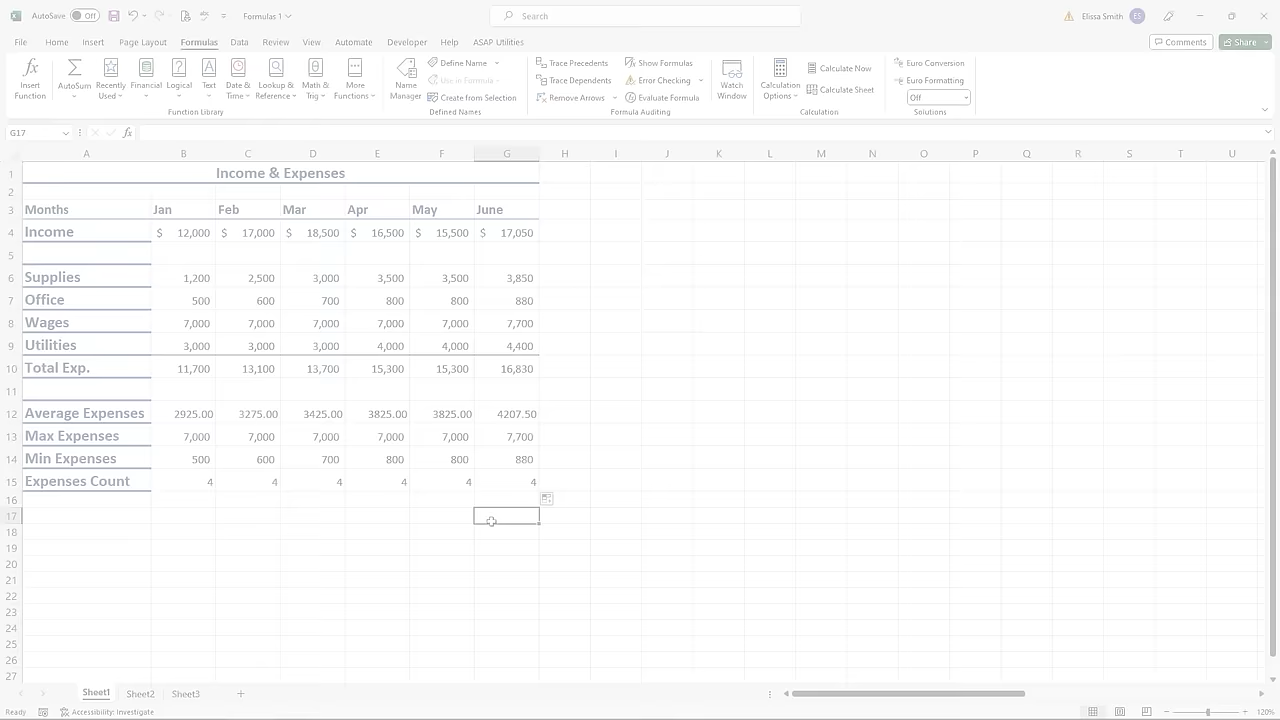 AutoSave Off Formulas 1 Search Elissa Smith ES
File Home Insert Page Layout Formulas Data Review View Automate Developer Help ASAP Utilities Comments Share
Insert Function
AutoSum
Recently Used
Financial
Logical
Text
Date & Time
Lookup & Reference
Math & Trig
More Functions
Function Library
Name Manager
Define Name
Use in Formula
Create from Selection
Defined Names
Trace Precedents
Trace Dependents
Remove Arrows
Show Formulas
Error Checking
Evaluate Formula
Formula Auditing
Watch Window
Calculation Options
Calculate Now
Calculate Sheet
Calculation
Euro Conversion
Euro Formatting
Off
Solutions
G17 fx
A B C D E F G H I J K L M N O P Q R S T U
1 Income & Expenses
2
3 Months Jan Feb Mar Apr May June
4 Income $ 12,000 $ 17,000 $ 18,500 $ 16,500 $ 15,500 $ 17,050
5
6 Supplies 1,200 2,500 3,000 3,500 3,500 3,850
7 Office 500 600 700 800 800 880
8 Wages 7,000 7,000 7,000 7,000 7,000 7,700
9 Utilities 3,000 3,000 3,000 4,000 4,000 4,400
10 Total Exp. 11,700 13,100 13,700 15,300 15,300 16,830
11
12 Average Expenses 2925.00 3275.00 3425.00 3825.00 3825.00 4207.50
13 Max Expenses 7,000 7,000 7,000 7,000 7,000 7,700
14 Min Expenses 500 600 700 800 800 880
15 Expenses Count 4 4 4 4 4 4
16
17
18
19
20
21
22
23
24
25
26
27
Sheet1 Sheet2 Sheet3
Ready Accessibility: Investigate 120%